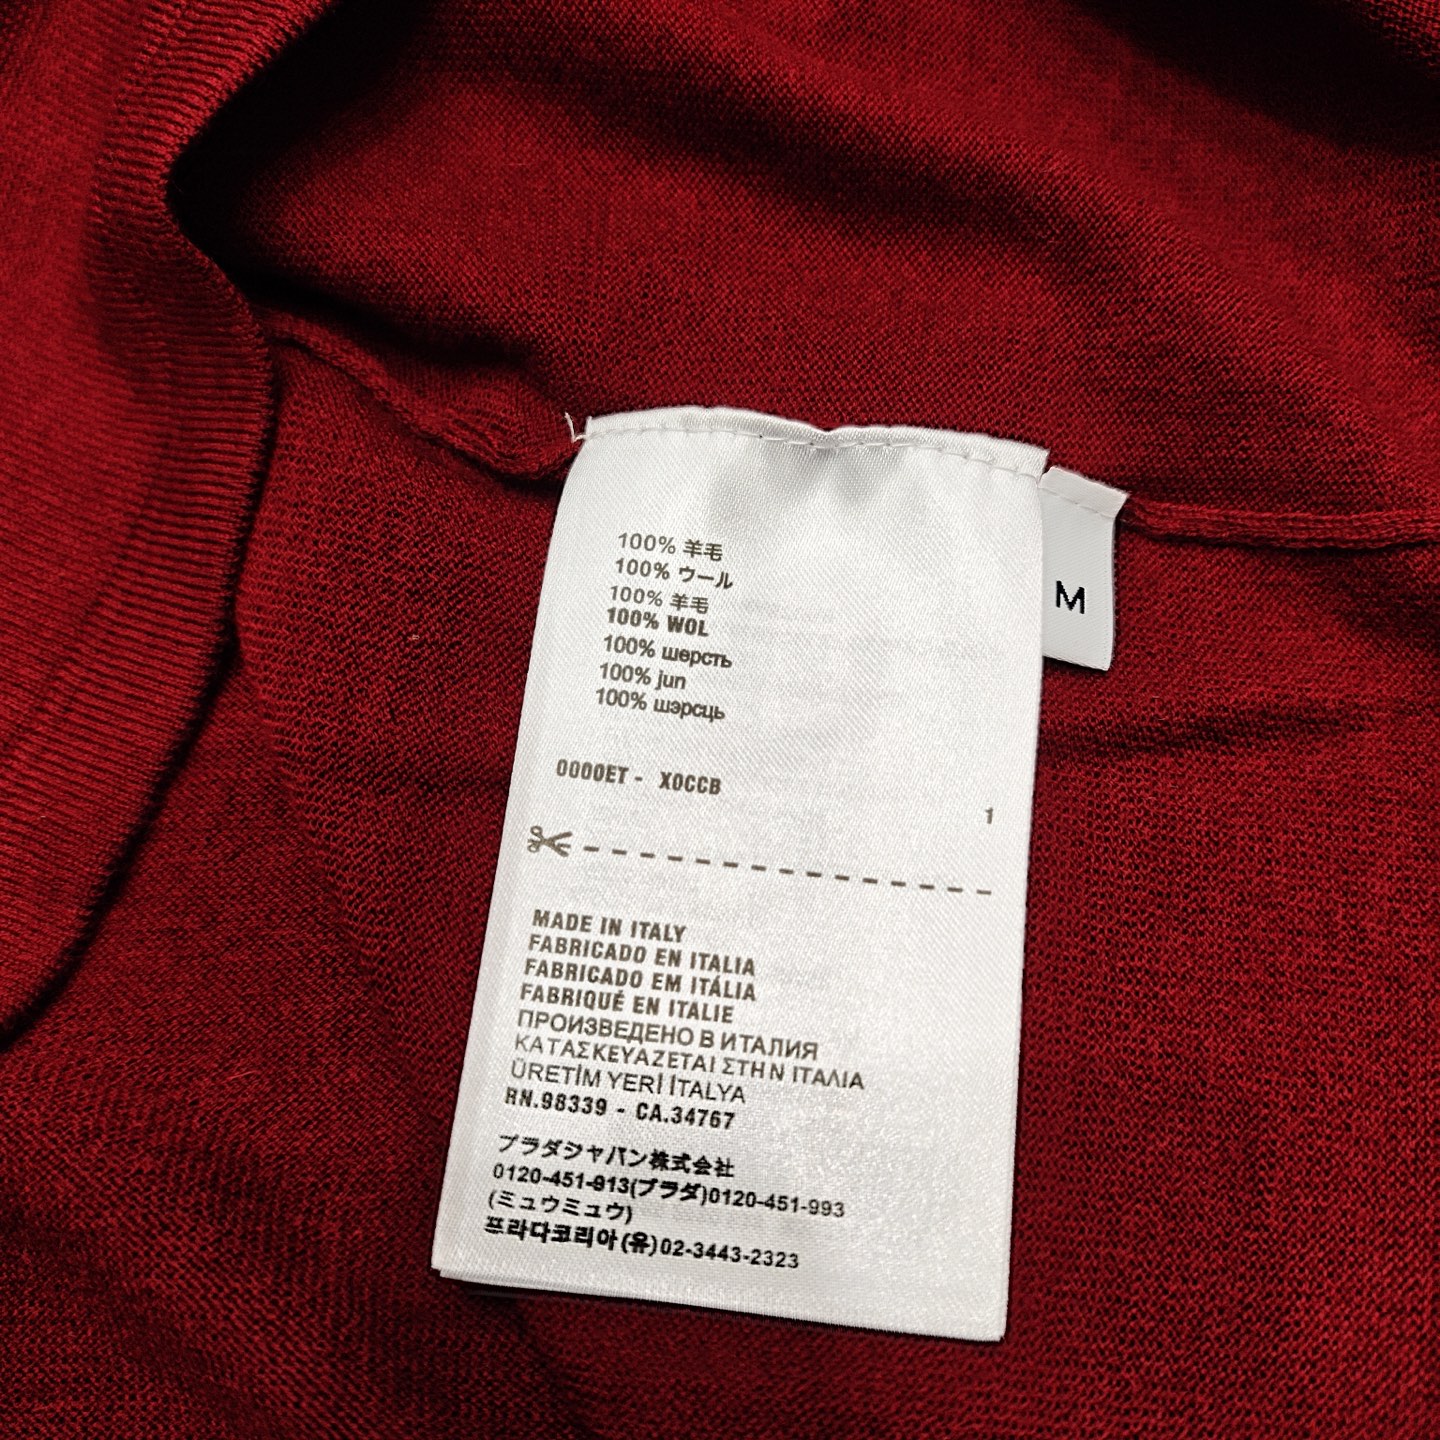 100% 羊毛
100% ウール
100% 羊毛
100% WOL
100% шерсть
100% jun
100% шэрсць
0000ET - X0CCB
1
MADE IN ITALY
FABRICADO EN ITALIA
FABRICADO EM ITÁLIA
FABRIQUÉ EN ITALIE
ПРОИЗВЕДЕНО В ИТАЛИЯ
ΚΑΤΑΣΚΕΥΑΖΕΤΑΙ ΣΤΗΝ ΙΤΑΛΙΑ
ÜRETİM YERİ İTALYA
RN.98339 - CA.34767
プラダジャパン株式会社
0120-451-913(プラダ)0120-451-993
(ミュウミュウ)
프라다코리아(유)02-3443-2323
M